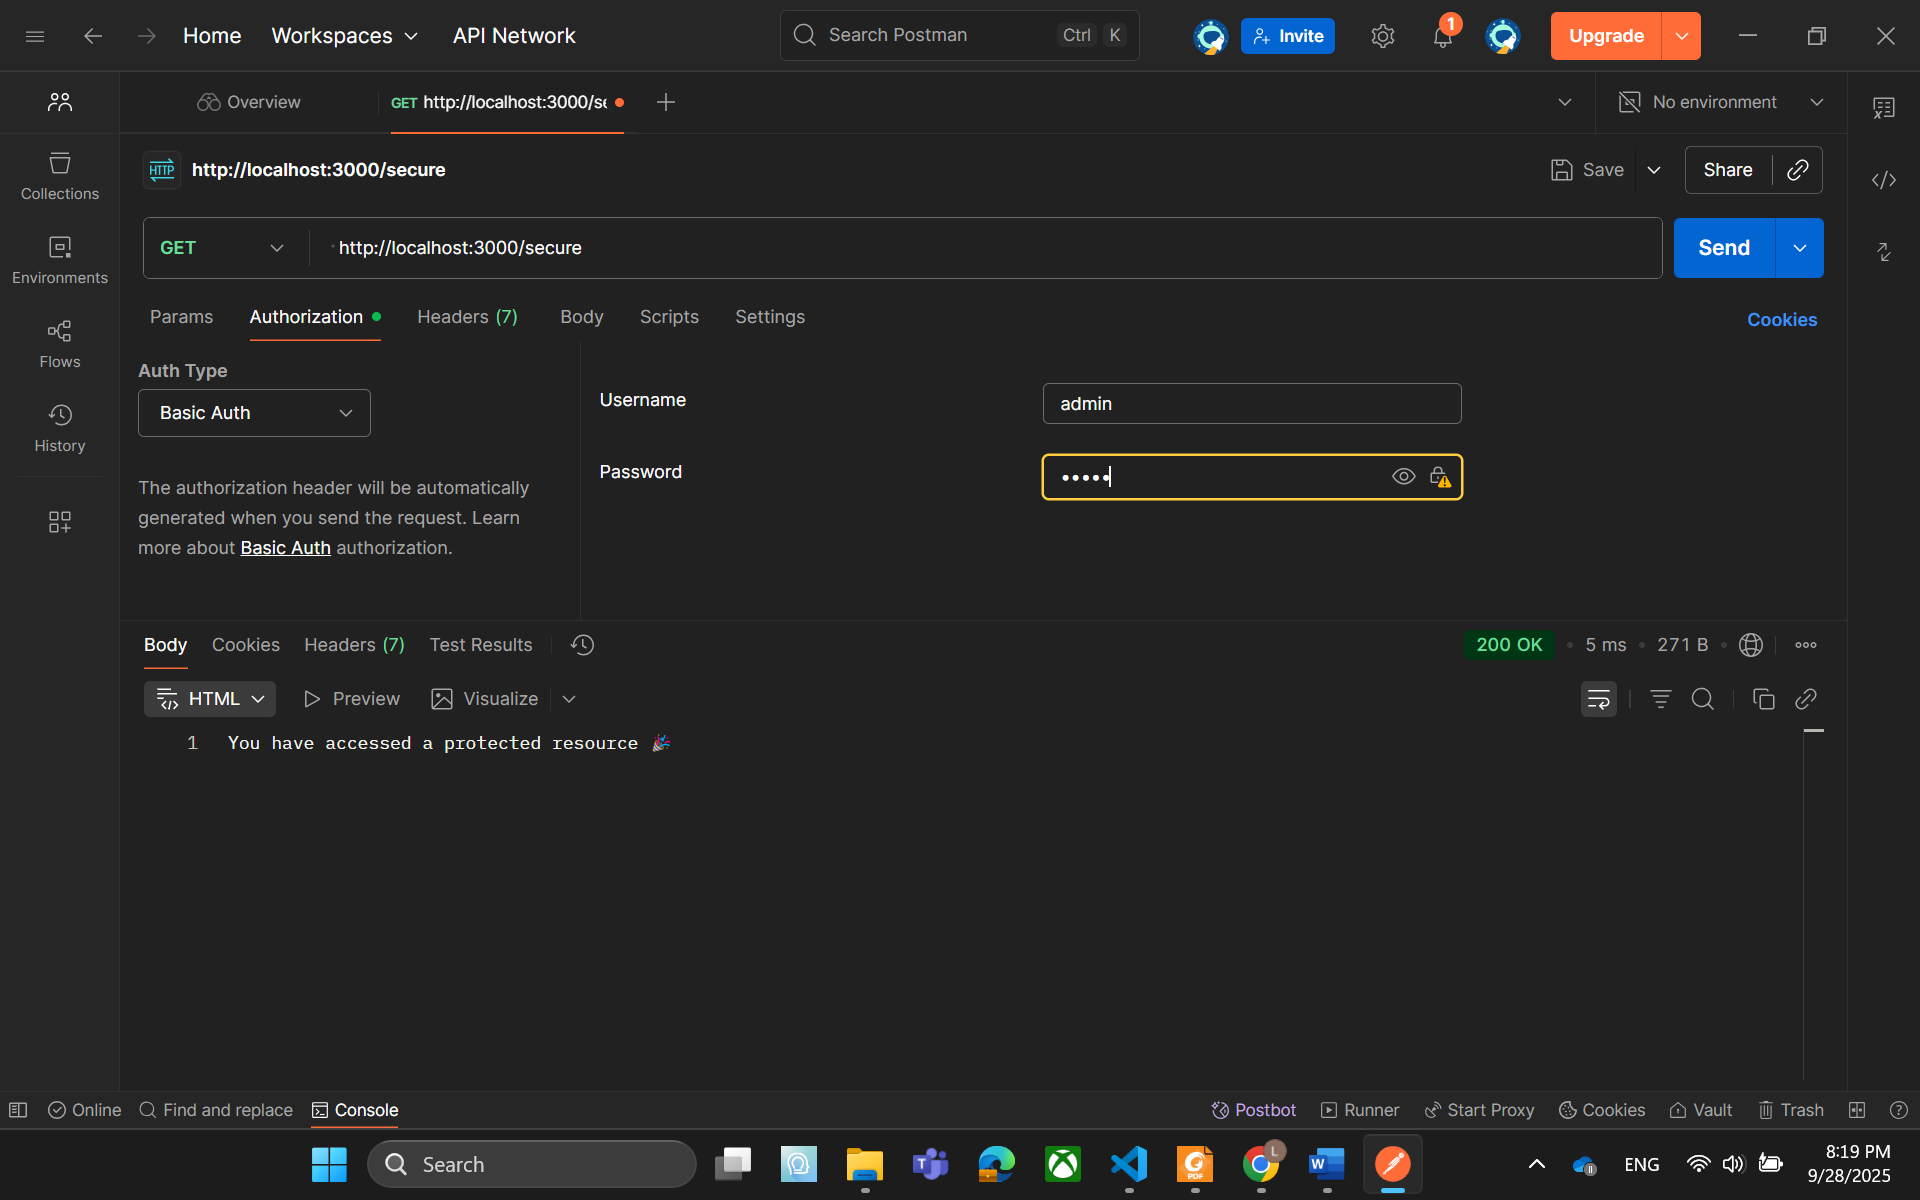 Home Workspaces API Network Search Postman Ctrl K Invite 1 Upgrade
Overview GET http://localhost:3000/se No environment
HTTP http://localhost:3000/secure Save Share
Collections
GET http://localhost:3000/secure Send
Environments
Params Authorization Headers (7) Body Scripts Settings Cookies
Flows
Auth Type
Username admin
Basic Auth
History
Password •••••
The authorization header will be automatically
generated when you send the request. Learn
more about Basic Auth authorization.
Body Cookies Headers (7) Test Results 200 OK • 5 ms • 271 B
HTML Preview Visualize
1 You have accessed a protected resource 🎉
Online Find and replace Console Postbot Runner Start Proxy Cookies Vault Trash
Search ENG 8:19 PM
9/28/2025